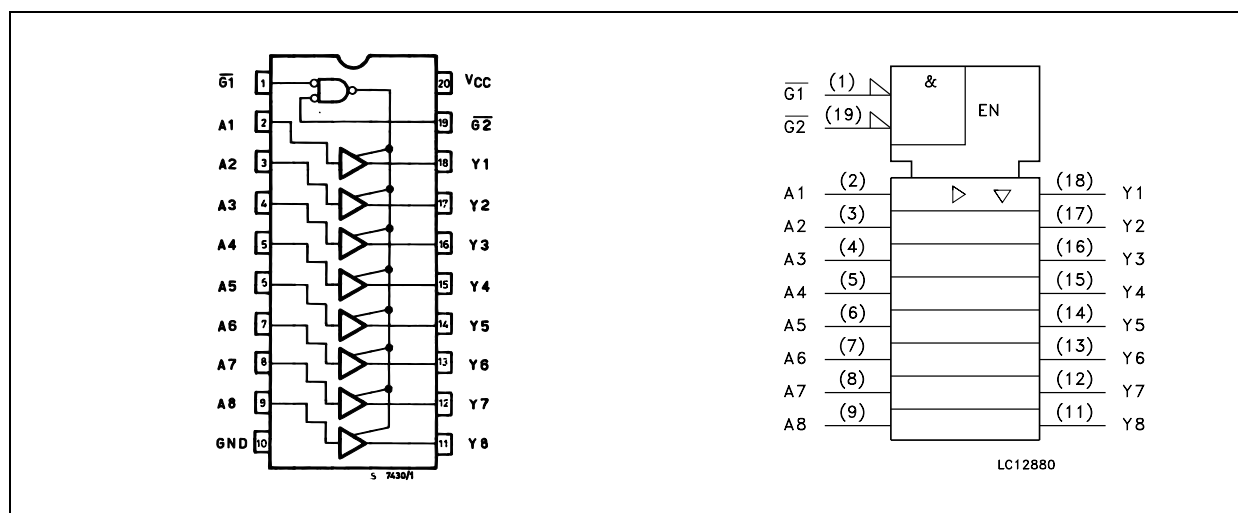 G1 1 20 VCC
A1 2 19 G2
A2 3 18 Y1
A3 4 17 Y2
A4 5 16 Y3
A5 6 15 Y4
A6 7 14 Y5
A7 8 13 Y6
A8 9 12 Y7
GND 10 11 Y8
S 7430/1
G1 (1) & EN
G2 (19)
A1 (2) (18) Y1
A2 (3) (17) Y2
A3 (4) (16) Y3
A4 (5) (15) Y4
A5 (6) (14) Y5
A6 (7) (13) Y6
A7 (8) (12) Y7
A8 (9) (11) Y8
LC12880